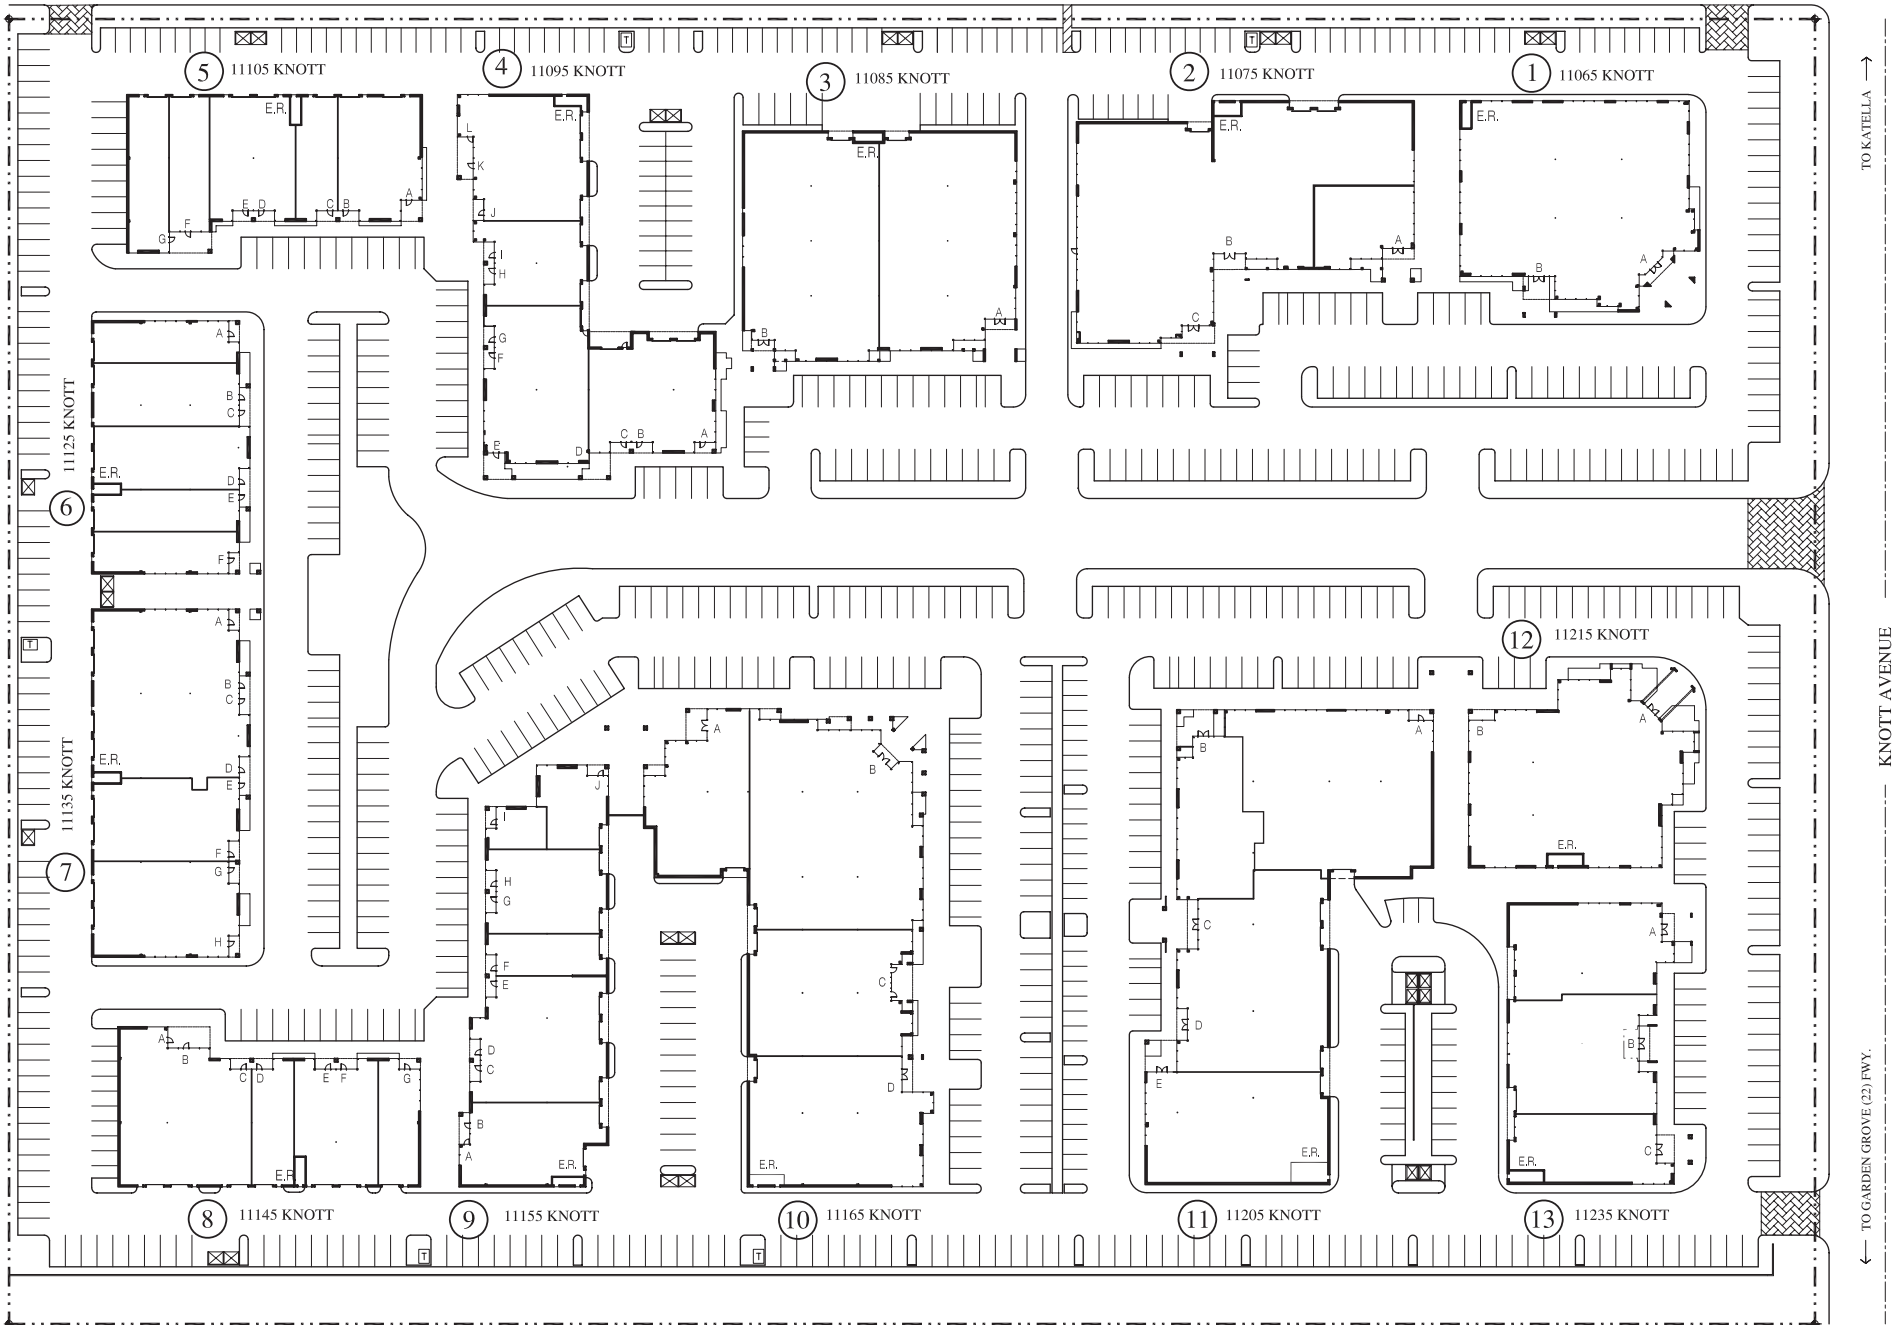 5 11105 KNOTT
4 11095 KNOTT
3 11085 KNOTT
2 11075 KNOTT
1 11065 KNOTT
T
T
E.R.
A
B
C
D
E
F
G
E.R.
L
K
J
I
H
G
F
E
D
C
B
A
E.R.
B
A
E.R.
B
A
C
E.R.
B
A
TO KATELLA
11125 KNOTT
6
A
B
C
E.R.
D
E
F
T
A
B
C
E.R.
D
E
F
G
H
11135 KNOTT
7
12 11215 KNOTT
KNOTT AVENUE
J
I
H
G
F
E
D
C
B
A
E.R.
A
B
C
D
E.R.
B
A
C
D
E
E.R.
B
A
E.R.
A
B
C
E.R.
A
B
C
D
E
F
G
E.R.
8 11145 KNOTT
9 11155 KNOTT
10 11165 KNOTT
11 11205 KNOTT
13 11235 KNOTT
T
T
TO GARDEN GROVE (22) FWY.